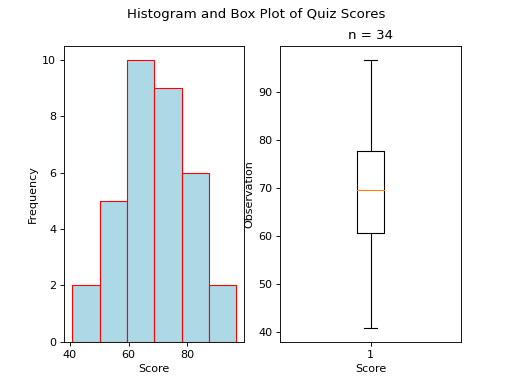 Histogram and Box Plot of Quiz Scores
n = 34
Frequency
10
8
6
4
2
0
40 60 80
Score
Observation
90
80
70
60
50
40
1
Score